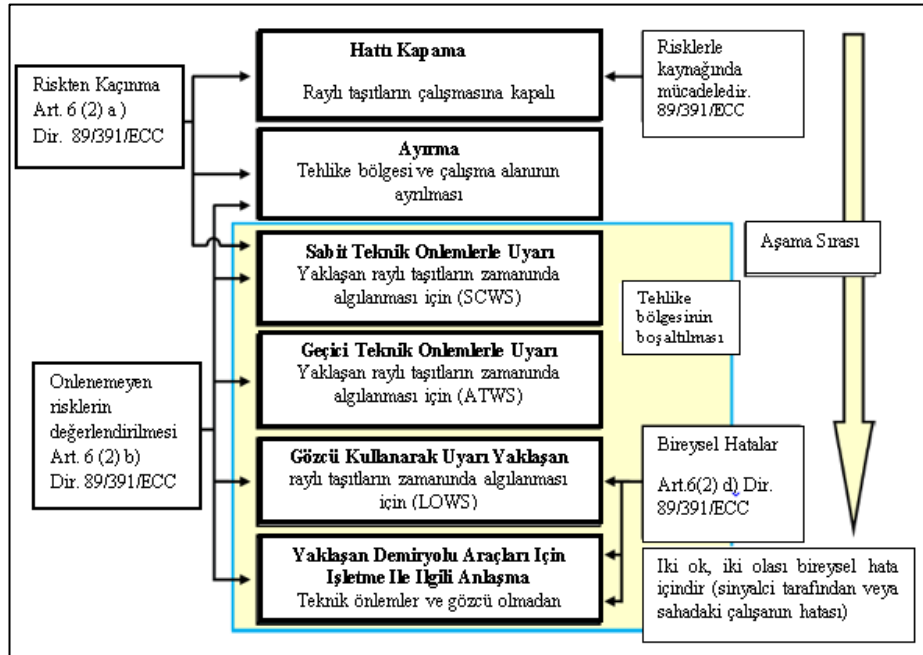 Hattı Kapama
Raylı taşıtların çalışmasına kapalı
Risklerle
kaynağında
mücadeledir.
89/391/ECC
Riskten Kaçınma
Art. 6 (2) a )
Dir. 89/391/ECC
Ayırma
Tehlike bölgesi ve çalışma alanının
ayrılması
Aşama Sırası
Sabit Teknik Onlemlerle Uyarı
Yaklaşan raylı taşıtların zamanında
algılanması için (SCWS)
Tehlike
bölgesinin
boşaltılması
Geçici Teknik Onlemlerle Uyarı
Yaklaşan raylı taşıtların zamanında
algılanması için (ATWS)
Onlenemeyen
risklerin
değerlendirilmesi
Art. 6 (2) b)
Dir. 89/391/ECC
Gözcü Kullanarak Uyarı Yaklaşan
raylı taşıtların zamanında algılanması
için (LOWS)
Bireysel Hatalar
Art.6(2) d) Dir.
89/391/ECC
Yaklaşan Demiryolu Araçları Için
Işletme Ile Ilgili Anlaşma
Teknik önlemler ve gözcü olmadan
Iki ok, iki olası bireysel hata
içindir (sinyalci tarafından veya
sahadaki çalışanın hatası)